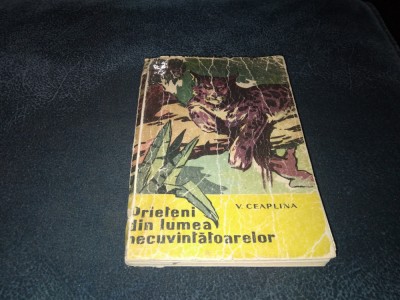 V. CEAPLINA
Prieteni
din lumea
necuvîntătoarelor